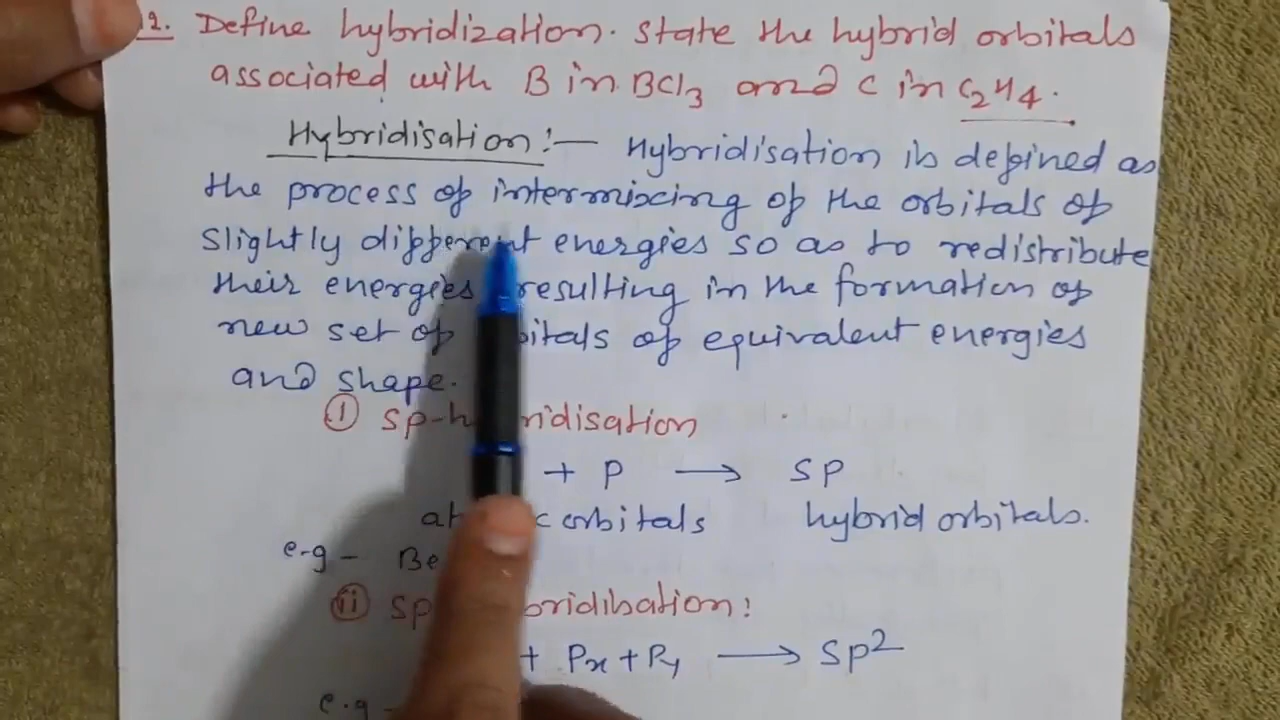 2. Define hybridization. State the hybrid orbitals
associated with B in BCl3 and C in C2H4.
Hybridisation :- Hybridisation is defined as
the process of intermixing of the orbitals of
slightly different energies so as to redistribute
their energies resulting in the formation of
new set of orbitals of equivalent energies
and shape.
(i) sp-hybridisation
+ P → SP
orbitals hybrid orbitals.
e.g - Be
(ii) sp
+ Px + Py → SP2
e.g -